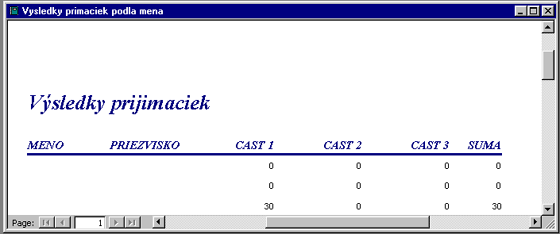 Vysledky primaciek podla mena
Výsledky prijimaciek
MENO PRIEZVISKO CAST 1 CAST 2 CAST 3 SUMA
0 0 0 0
0 0 0 0
30 0 0 30
Page: 1